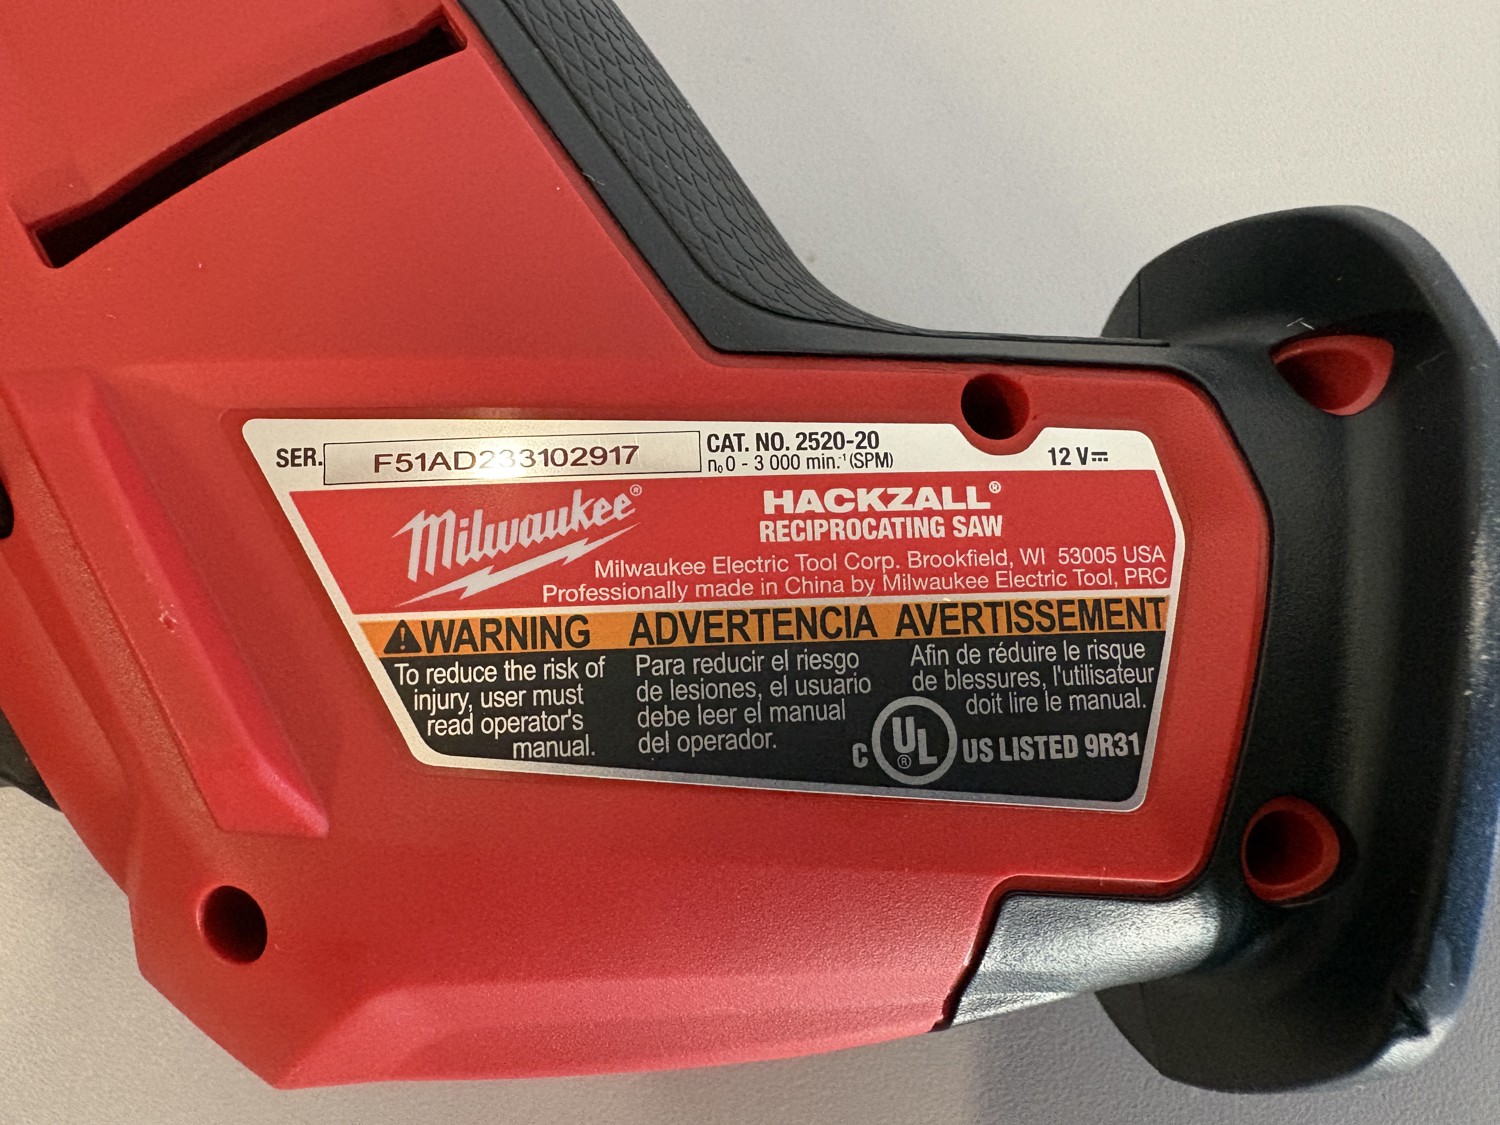 SER. F51AD233102917
CAT. NO. 2520-20
n₀ 0 - 3 000 min.⁻¹ (SPM)
12 V⎓
Milwaukee®
HACKZALL®
RECIPROCATING SAW
Milwaukee Electric Tool Corp. Brookfield, WI 53005 USA
Professionally made in China by Milwaukee Electric Tool, PRC
⚠WARNING
To reduce the risk of
injury, user must
read operator's
manual.
ADVERTENCIA
Para reducir el riesgo
de lesiones, el usuario
debe leer el manual
del operador.
AVERTISSEMENT
Afin de réduire le risque
de blessures, l'utilisateur
doit lire le manual.
C UL® US LISTED 9R31